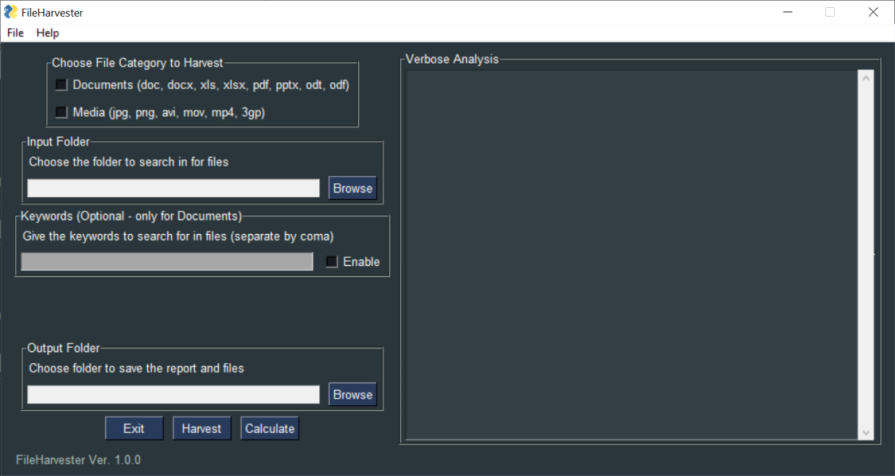 FileHarvester
File Help
Choose File Category to Harvest
Documents (doc, docx, xls, xlsx, pdf, pptx, odt, odf)
Media (jpg, png, avi, mov, mp4, 3gp)
Input Folder
Choose the folder to search in for files
Browse
Keywords (Optional - only for Documents)
Give the keywords to search for in files (separate by coma)
Enable
Output Folder
Choose folder to save the report and files
Browse
Exit Harvest Calculate
FileHarvester Ver. 1.0.0
Verbose Analysis